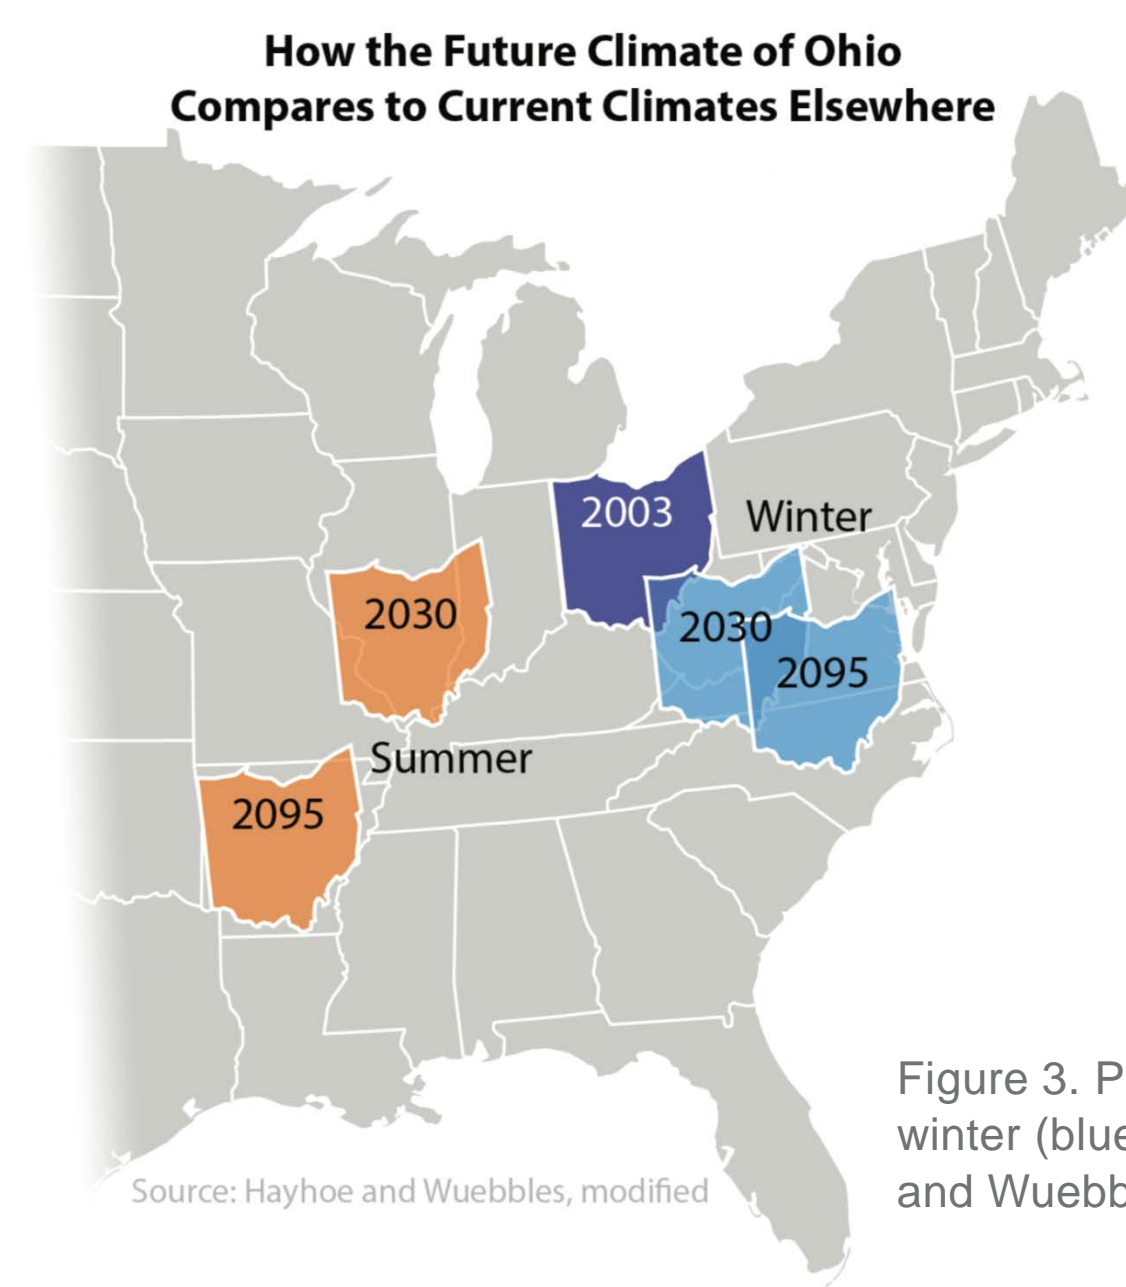 How the Future Climate of Ohio
Compares to Current Climates Elsewhere
2003
Winter
2030
2030
2095
Summer
2095
Figure 3. P
winter (blue
and Wuebb
Source: Hayhoe and Wuebbles, modified